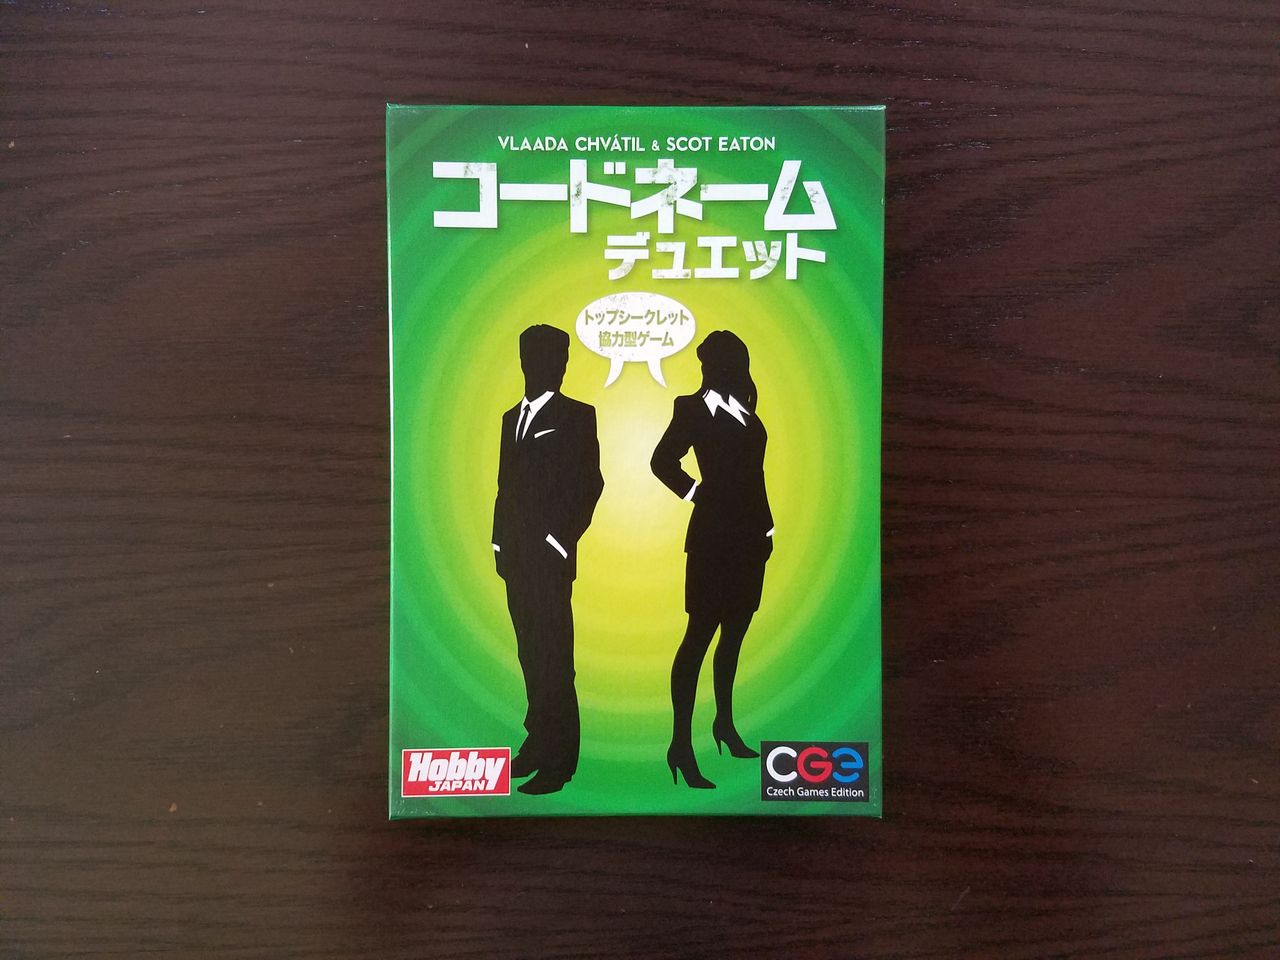 VLAADA CHVÁTIL & SCOT EATON
コードネーム
デュエット
トップシークレット
協力型ゲーム
Hobby
JAPAN
CGE
Czech Games Edition